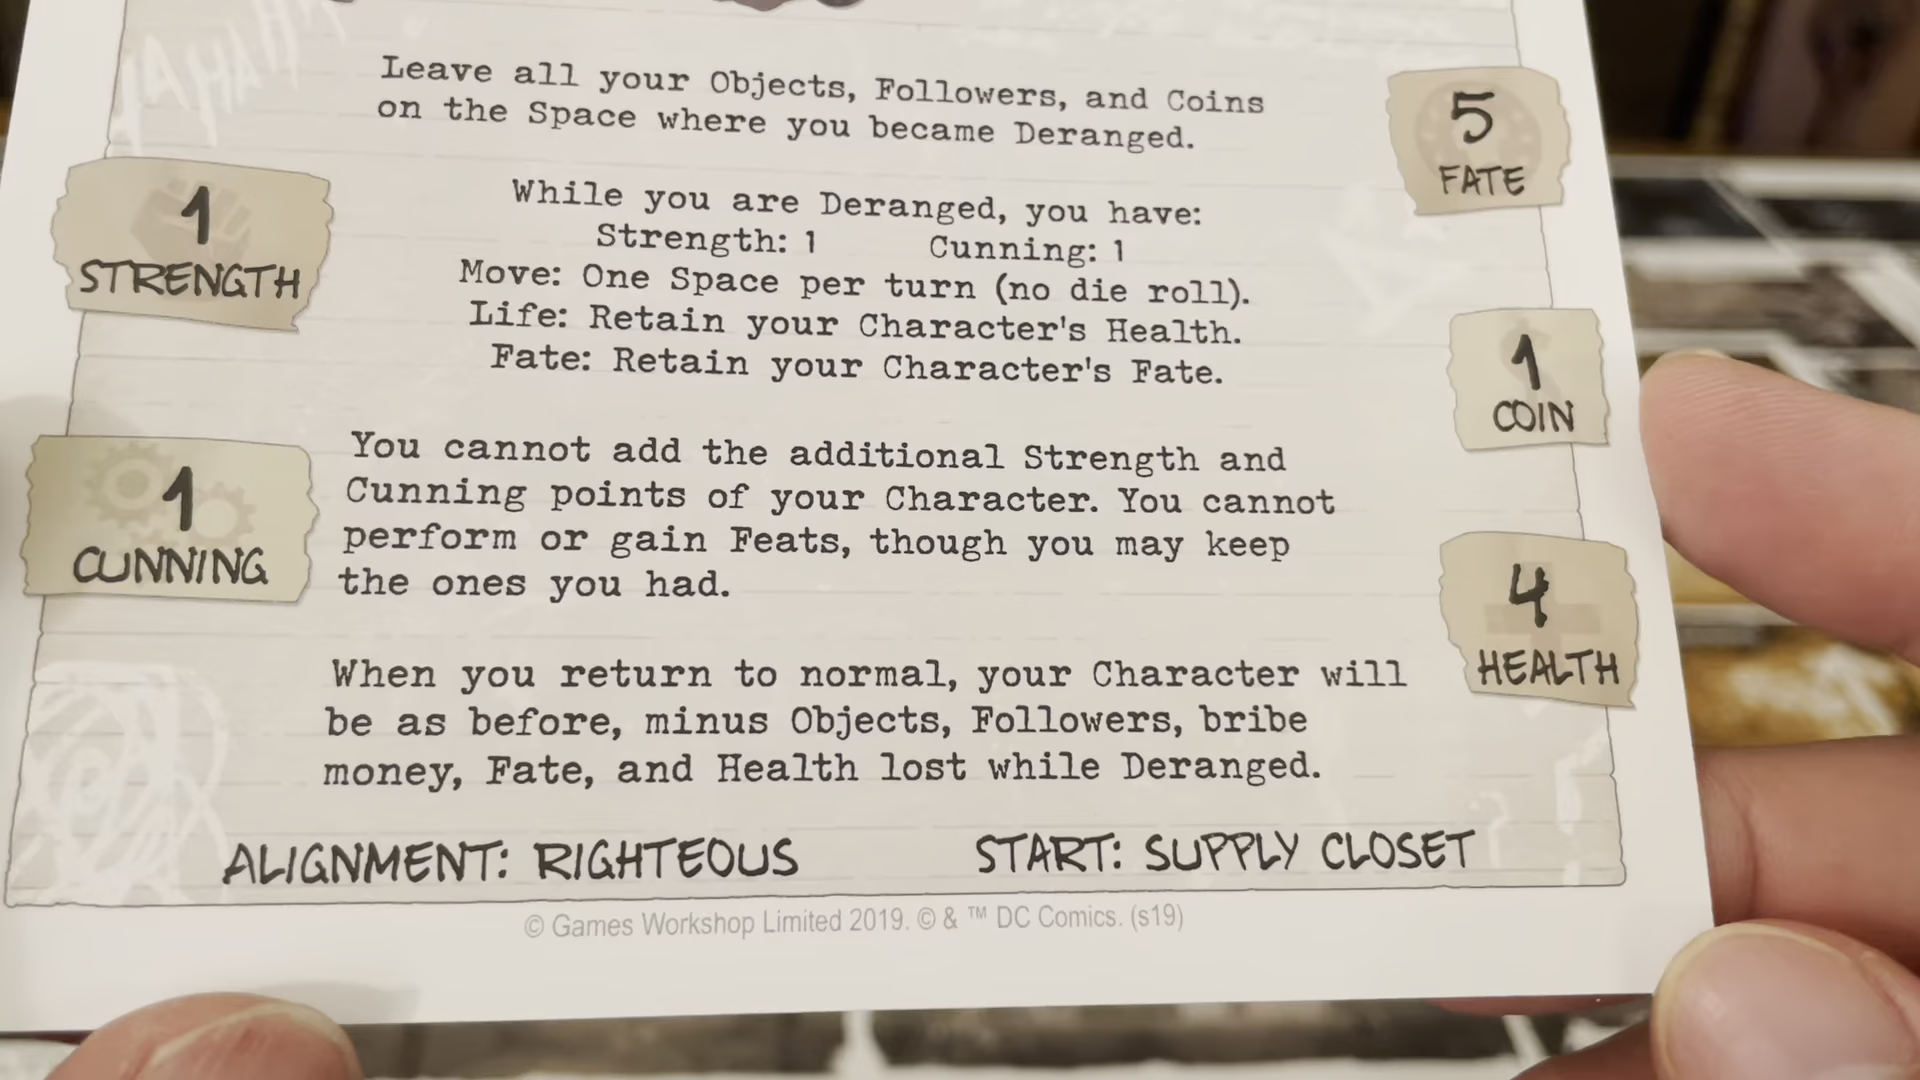 Leave all your Objects, Followers, and Coins
on the Space where you became Deranged.
5
FATE
While you are Deranged, you have:
Strength: 1 Cunning: 1
Move: One Space per turn (no die roll).
Life: Retain your Character's Health.
Fate: Retain your Character's Fate.
1
STRENGTH
1
COIN
You cannot add the additional Strength and
Cunning points of your Character. You cannot
perform or gain Feats, though you may keep
the ones you had.
1
CUNNING
4
HEALTH
When you return to normal, your Character will
be as before, minus Objects, Followers, bribe
money, Fate, and Health lost while Deranged.
ALIGNMENT: RIGHTEOUS
START: SUPPLY CLOSET
© Games Workshop Limited 2019. © & ™ DC Comics. (s19)